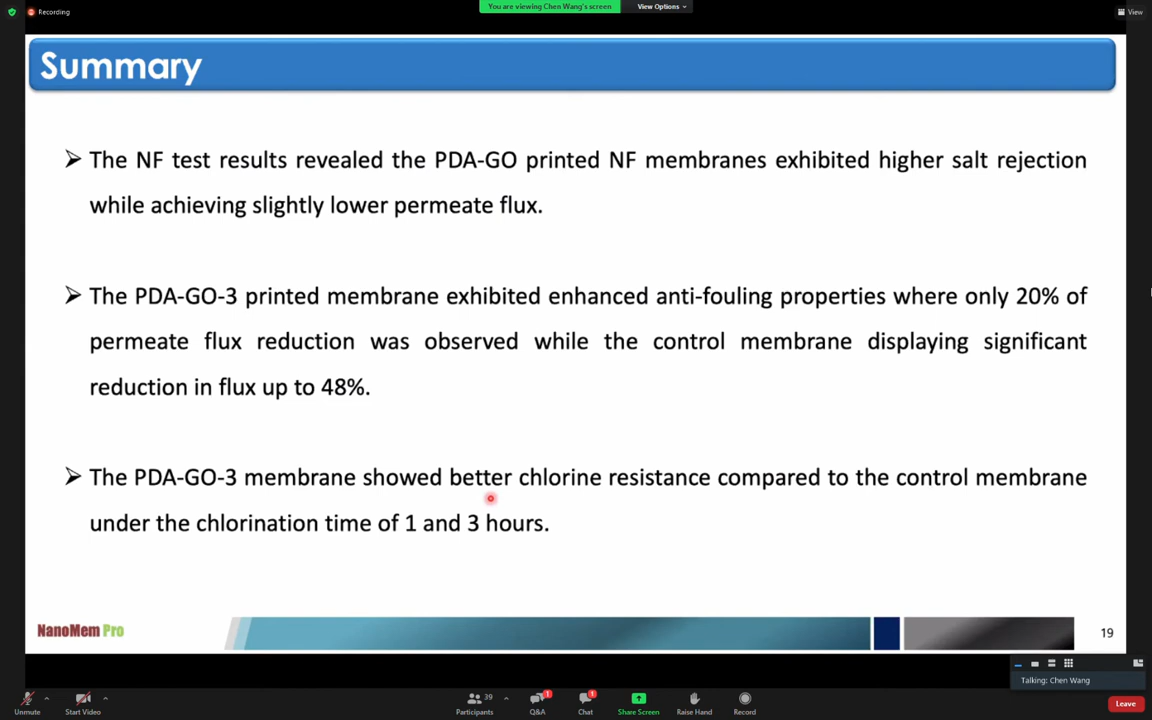 Recording
You are viewing Chen Wang's screen
View Options
View
Summary
➢ The NF test results revealed the PDA-GO printed NF membranes exhibited higher salt rejection
while achieving slightly lower permeate flux.
➢ The PDA-GO-3 printed membrane exhibited enhanced anti-fouling properties where only 20% of
permeate flux reduction was observed while the control membrane displaying significant
reduction in flux up to 48%.
➢ The PDA-GO-3 membrane showed better chlorine resistance compared to the control membrane
under the chlorination time of 1 and 3 hours.
NanoMem Pro
19
Talking: Chen Wang
Unmute
Start Video
39
Participants
1
Q&A
1
Chat
Share Screen
Raise Hand
Record
Leave